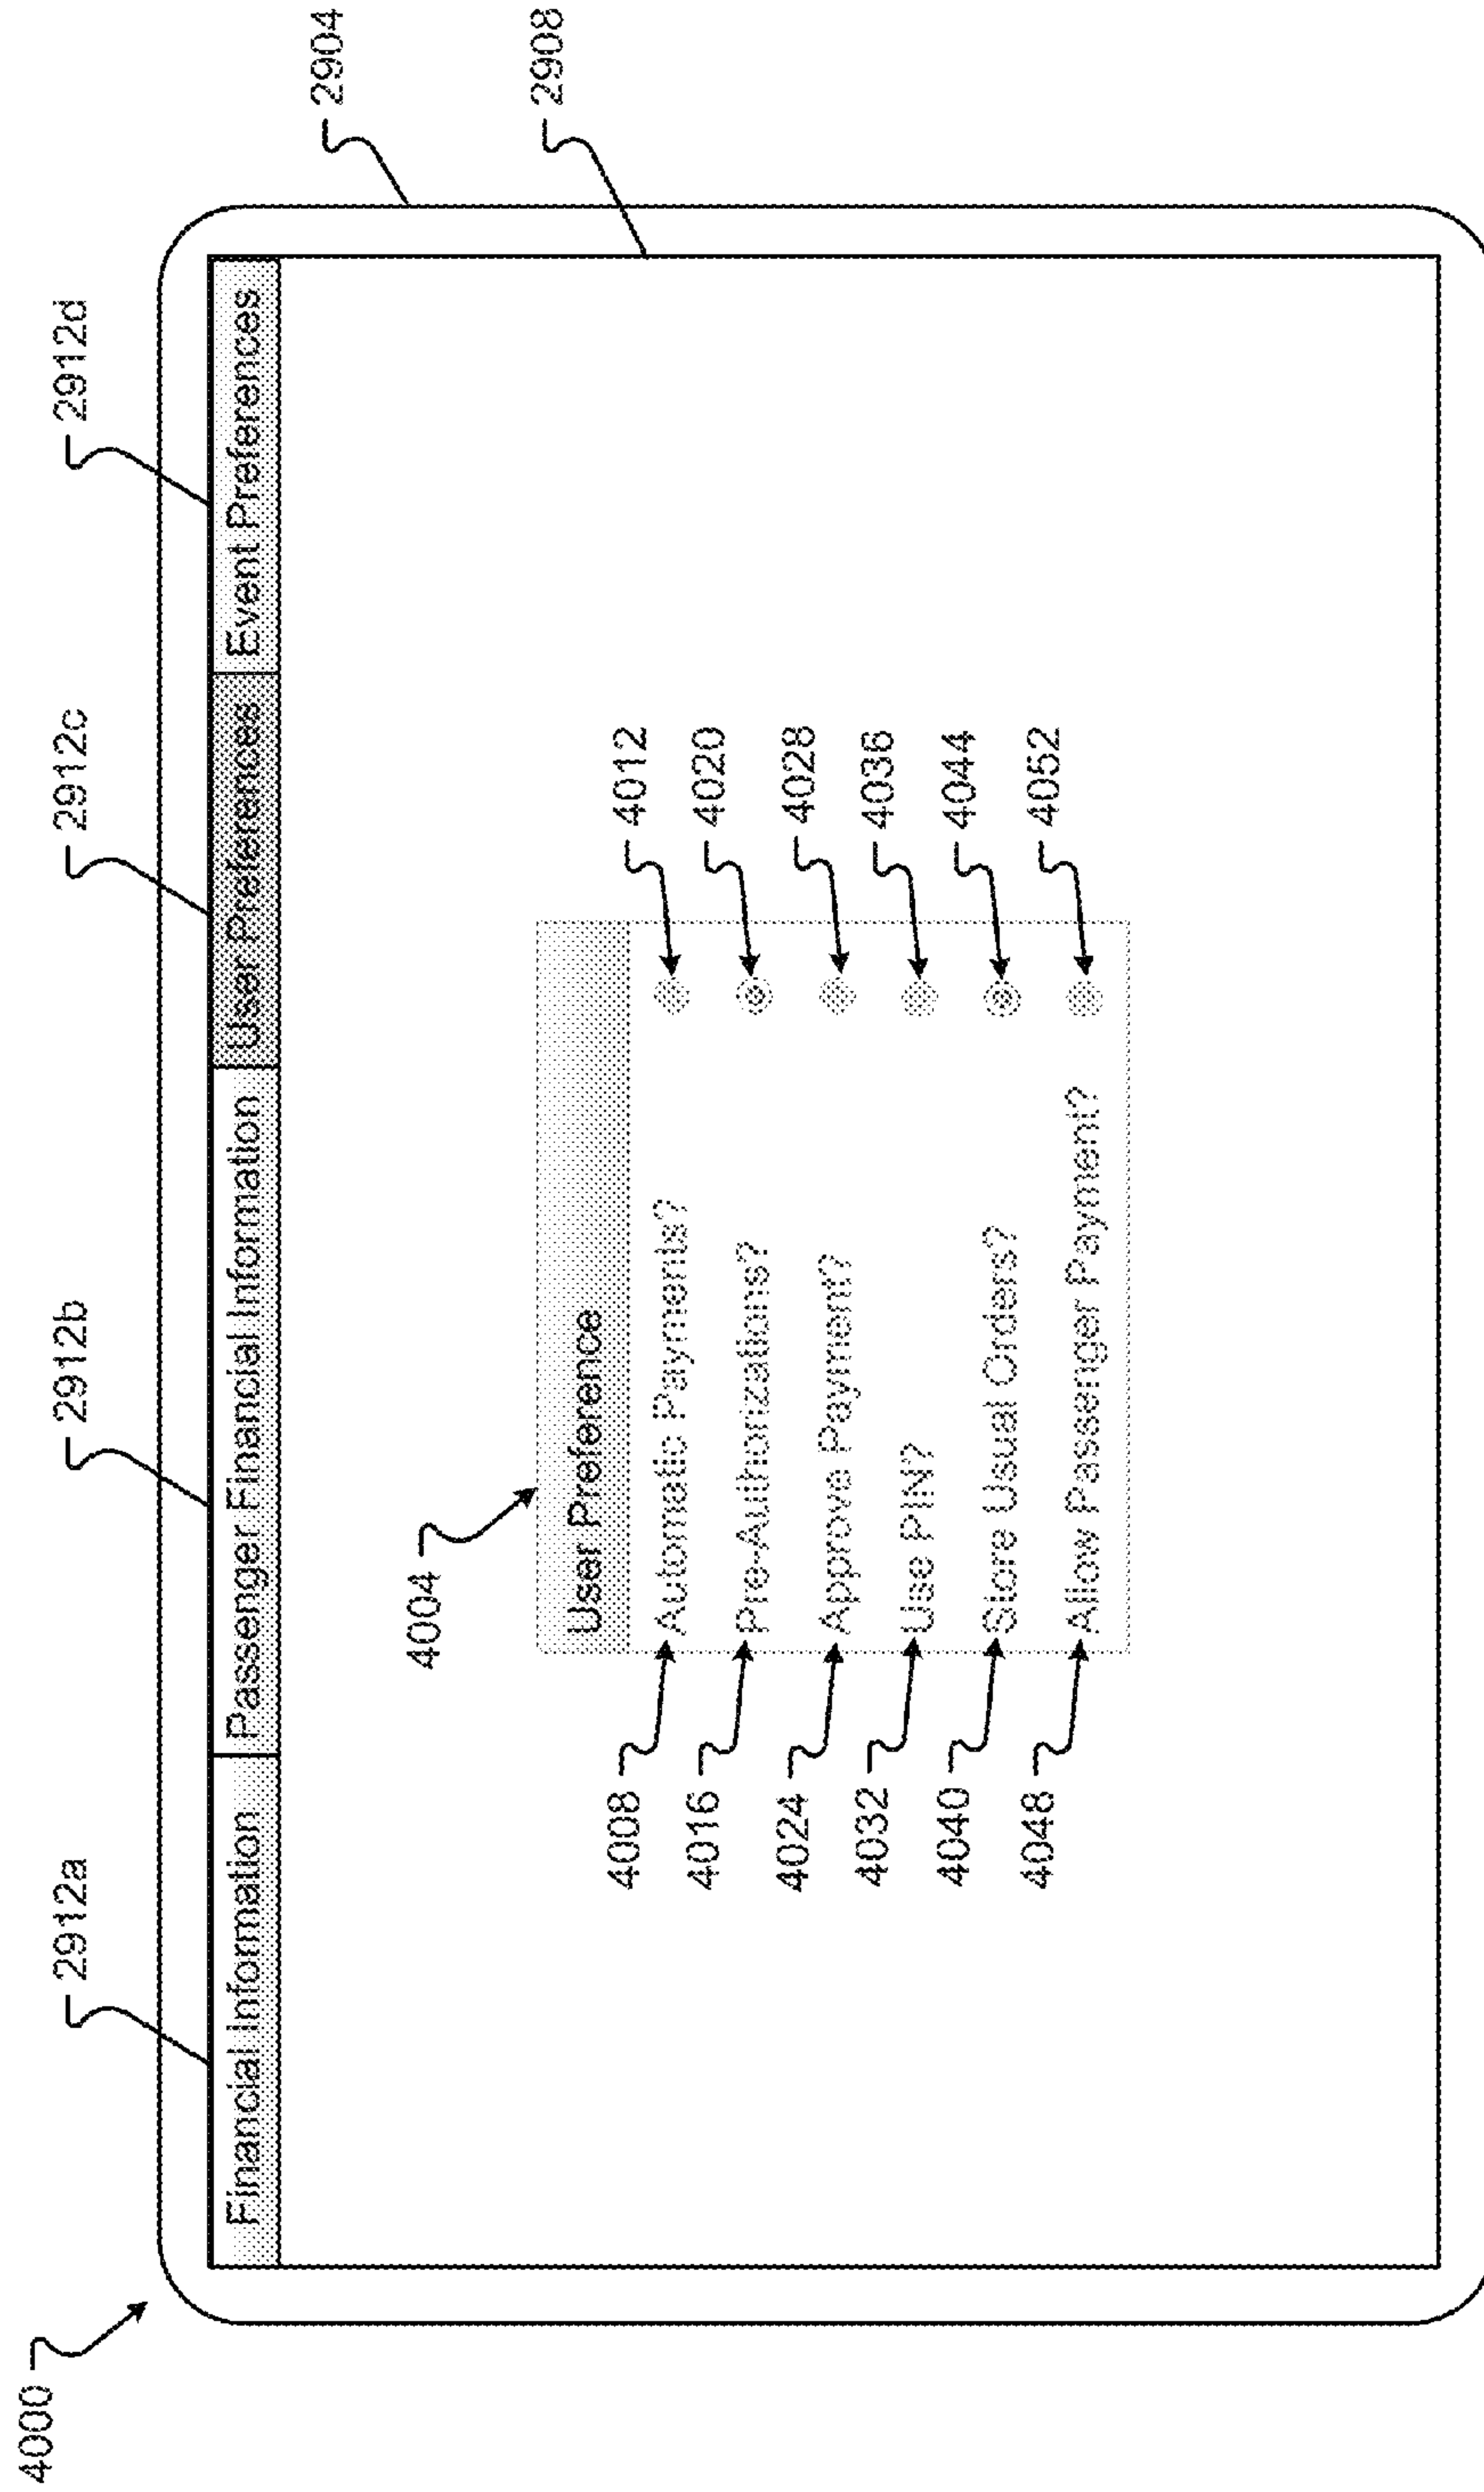 4000
2912a
2912b
2912c
2912d
2904
2908
Financial Information
Passenger Financial Information
User Preferences
Event Preferences
4004
User Preference
4008
Automatic Payments?
4012
4016
Pre-Authorizations?
4020
4024
Approve Payment?
4028
4032
Use PIN?
4036
4040
Store Usual Orders?
4044
4048
Allow Passenger Payment?
4052